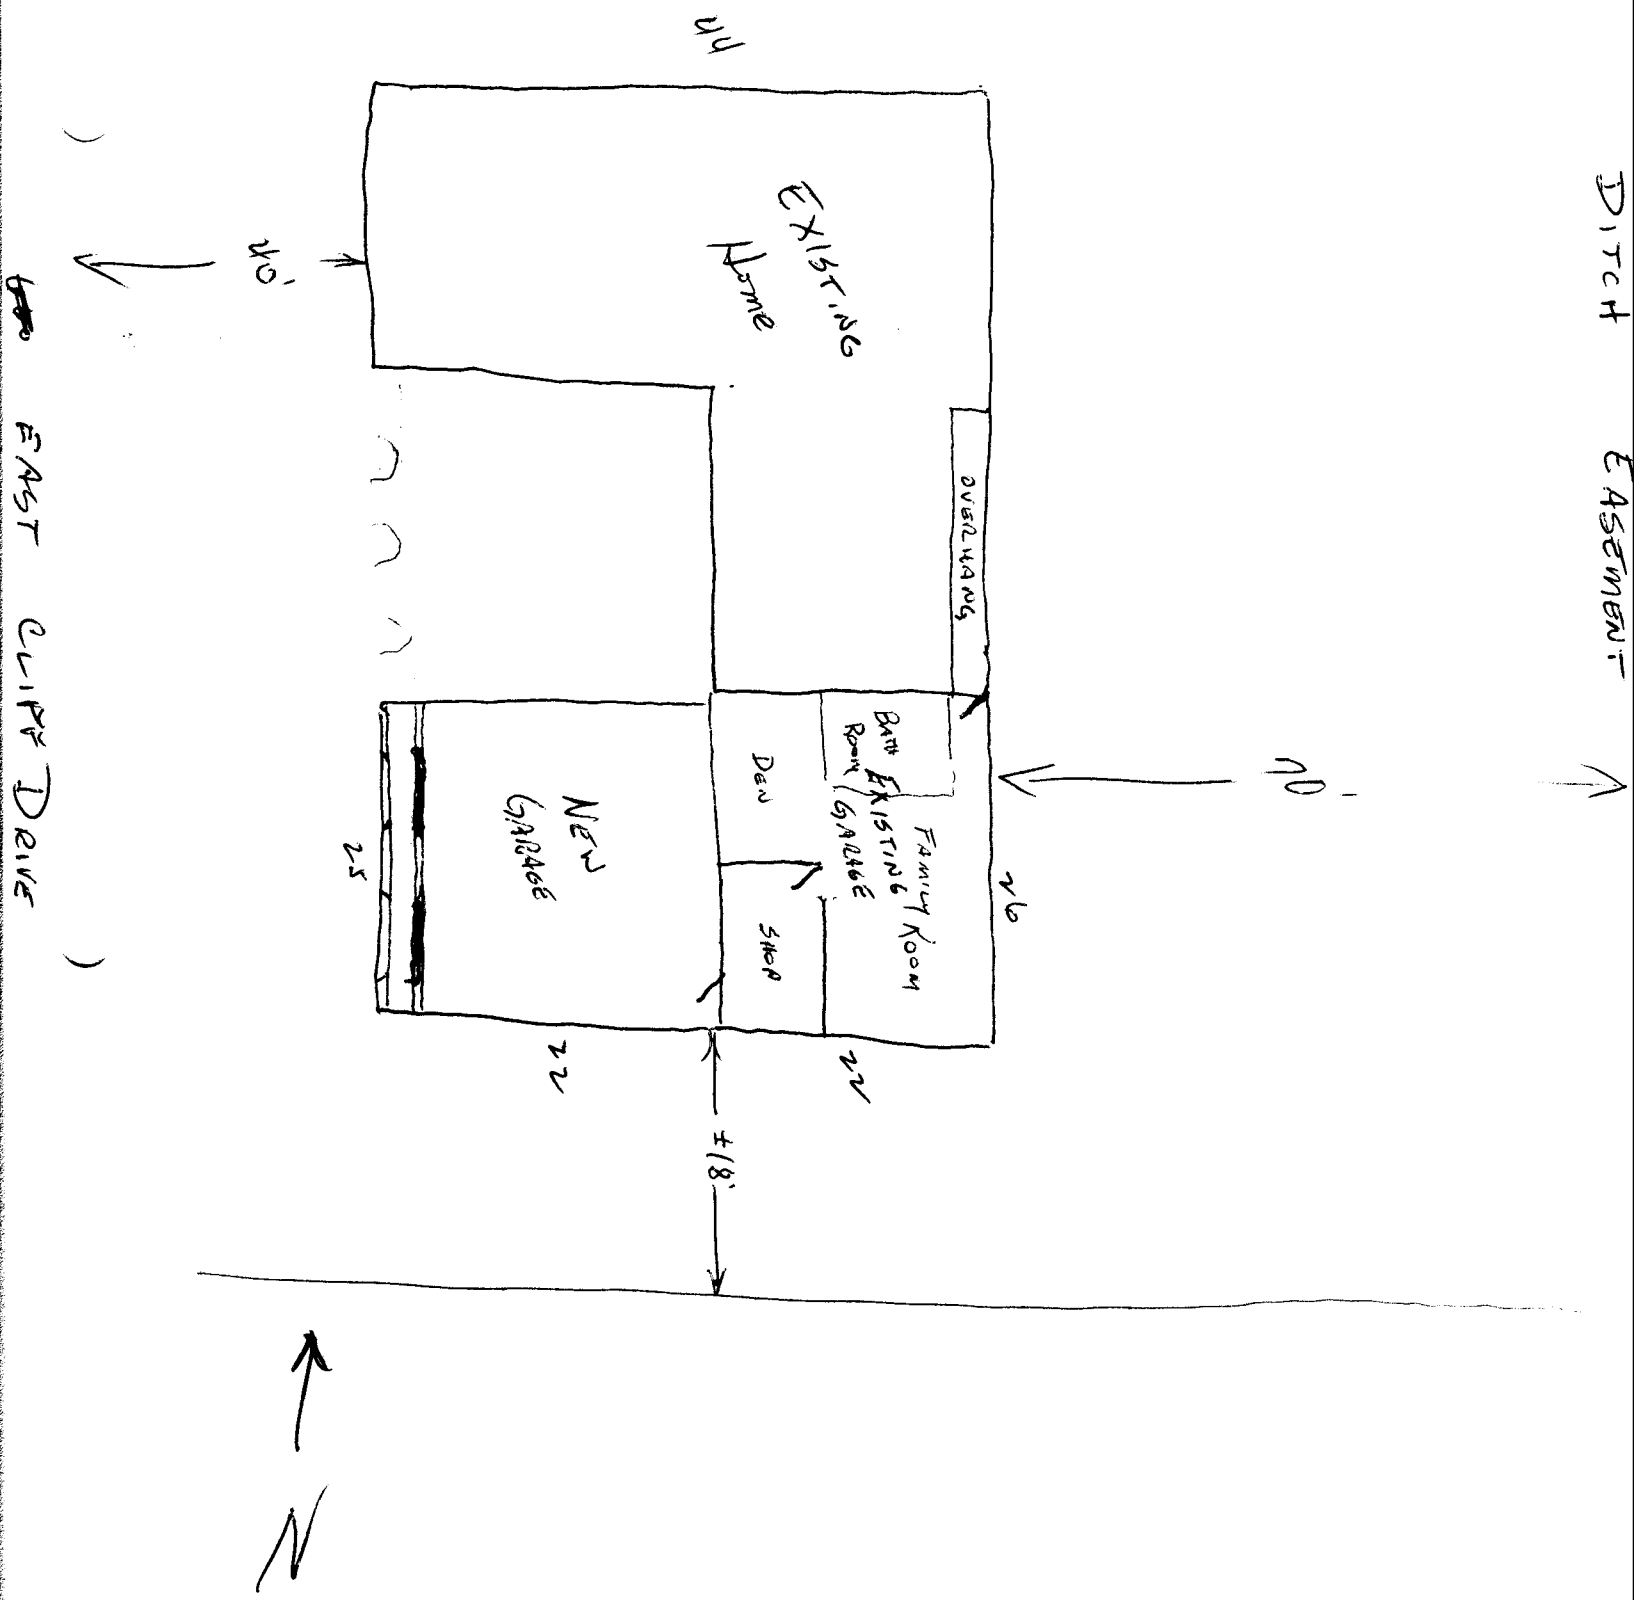 DITCH EASEMENT
70'
44
EXISTING
Home
OVERHANG
26
BATH
ROOM
EXISTING
GARAGE
FAMILY ROOM
DEN
SHOP
22
NEW
GARAGE
22
25
±18'
40'
EAST CLIFF DRIVE
N